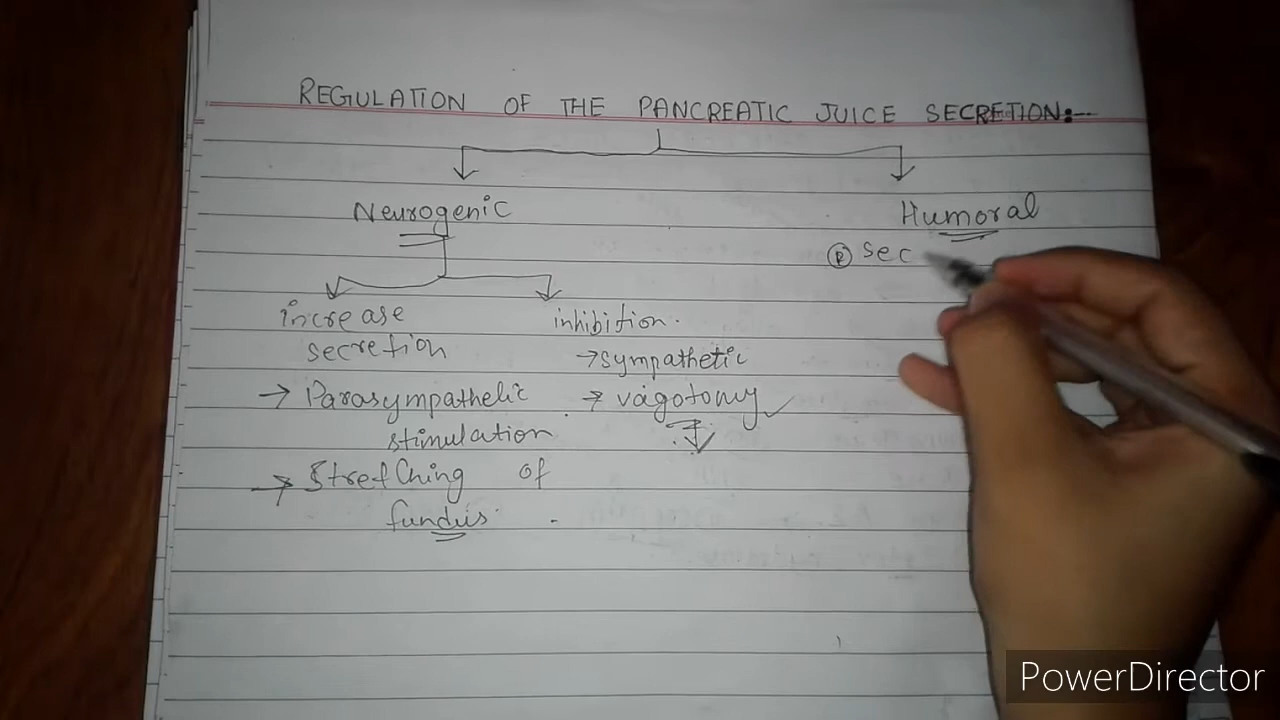 REGULATION OF THE PANCREATIC JUICE SECRETION:-
Neurogenic
Humoral
Ⓟ Sec
increase
secretion
→ Parasympathetic
stimulation
→ Stretching of
fundus.
inhibition.
→ sympathetic
→ vagotomy ✓
PowerDirector